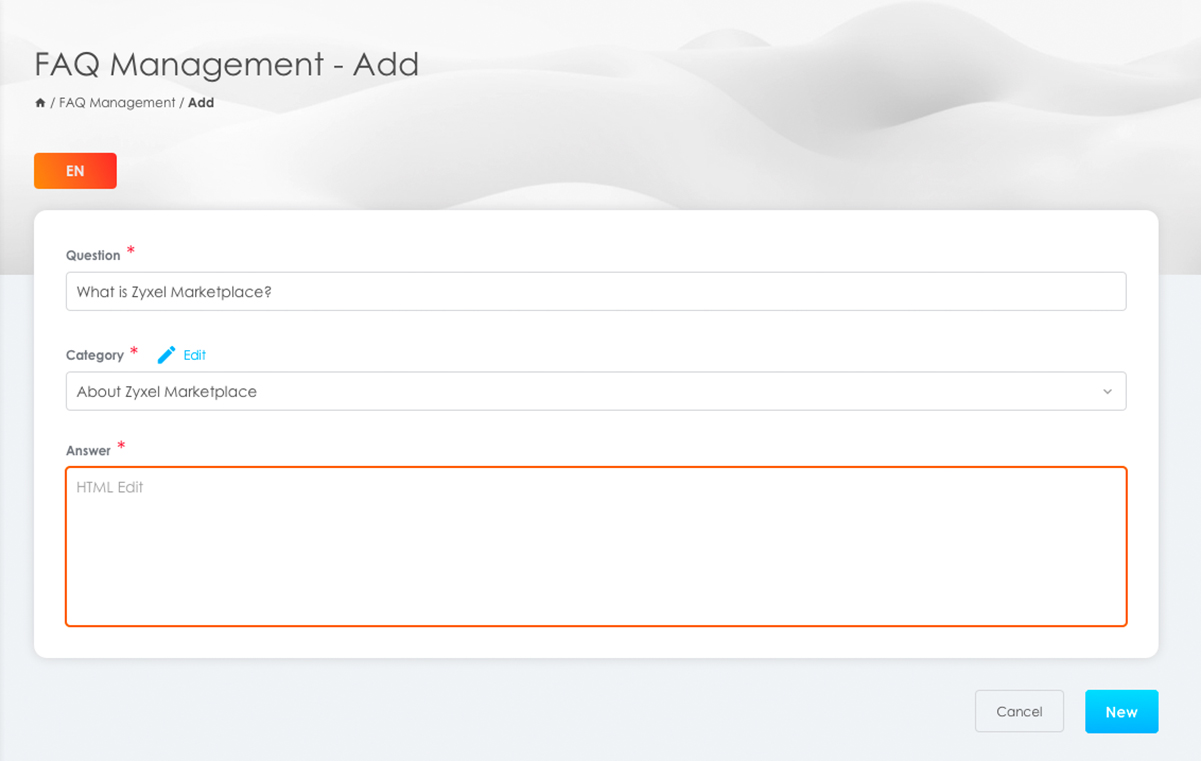 FAQ Management - Add
/ FAQ Management / Add
EN
Question *
What is Zyxel Marketplace?
Category * Edit
About Zyxel Marketplace
Answer *
HTML Edit
Cancel New